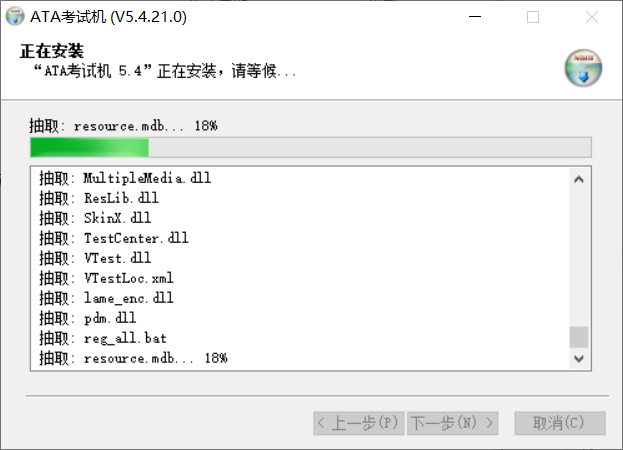 ATA考试机 (V5.4.21.0)
正在安装
“ATA考试机 5.4”正在安装，请等候...
抽取: resource.mdb... 18%
抽取: MultipleMedia.dll
抽取: ResLib.dll
抽取: SkinX.dll
抽取: TestCenter.dll
抽取: VTest.dll
抽取: VTestLoc.xml
抽取: lame_enc.dll
抽取: pdm.dll
抽取: reg_all.bat
抽取: resource.mdb... 18%
< 上一步(P) 下一步(N) > 取消(C)